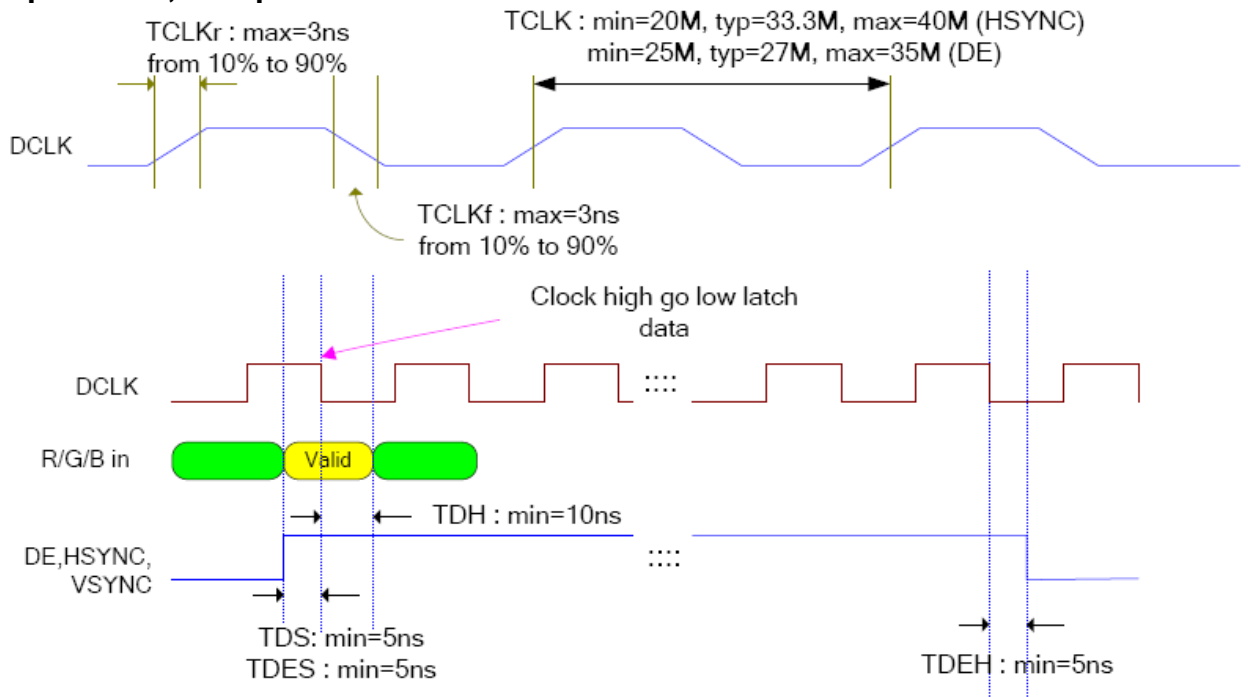 TCLKr : max=3ns
from 10% to 90%
TCLK : min=20M, typ=33.3M, max=40M (HSYNC)
min=25M, typ=27M, max=35M (DE)
DCLK
TCLKf : max=3ns
from 10% to 90%
Clock high go low latch
data
DCLK
::::
R/G/B in
Valid
TDH : min=10ns
DE,HSYNC,
VSYNC
::::
TDS: min=5ns
TDES : min=5ns
TDEH : min=5ns